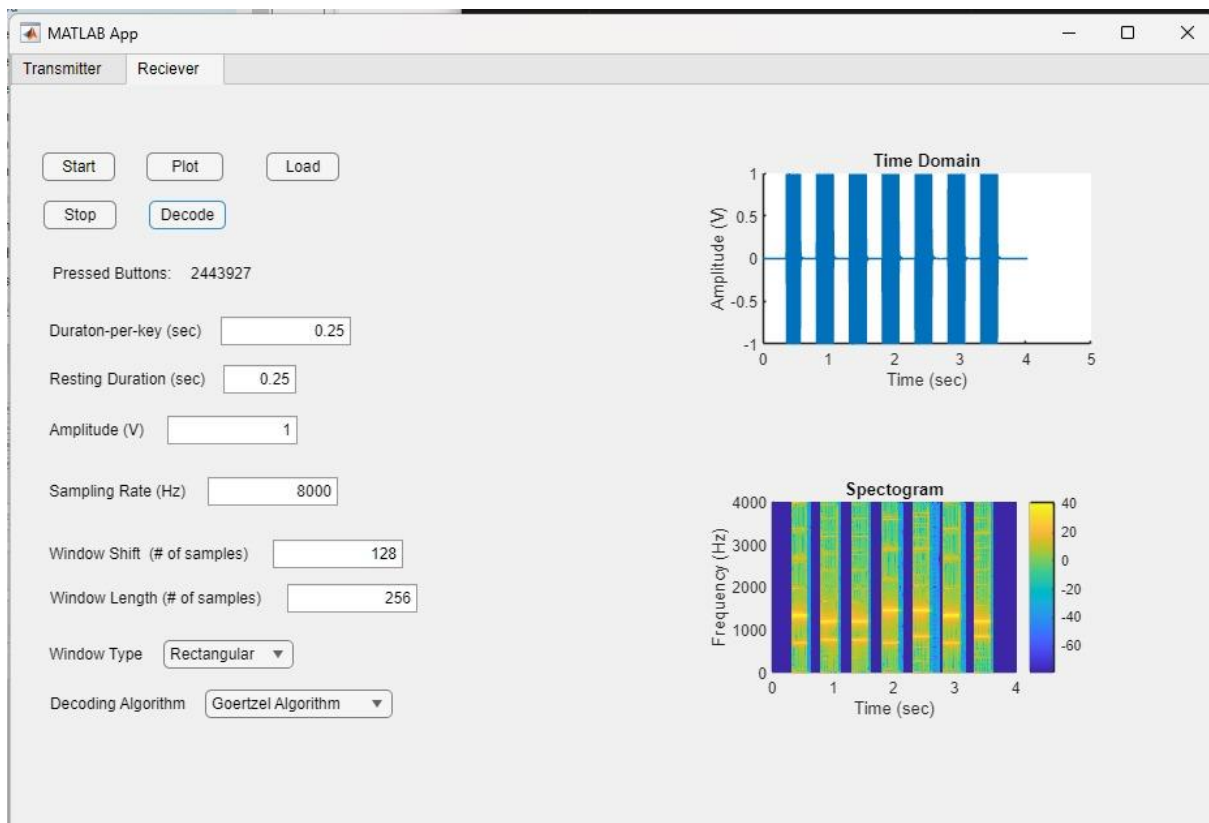 MATLAB App
Transmitter Reciever
Start Plot Load
Stop Decode
Pressed Buttons: 2443927
Duraton-per-key (sec) 0.25
Resting Duration (sec) 0.25
Amplitude (V) 1
Sampling Rate (Hz) 8000
Window Shift (# of samples) 128
Window Length (# of samples) 256
Window Type Rectangular
Decoding Algorithm Goertzel Algorithm
Time Domain
Amplitude (V)
1
0.5
0
-0.5
-1
0 1 2 3 4 5
Time (sec)
Spectogram
Frequency (Hz)
4000
3000
2000
1000
0
0 1 2 3 4
Time (sec)
40
20
0
-20
-40
-60